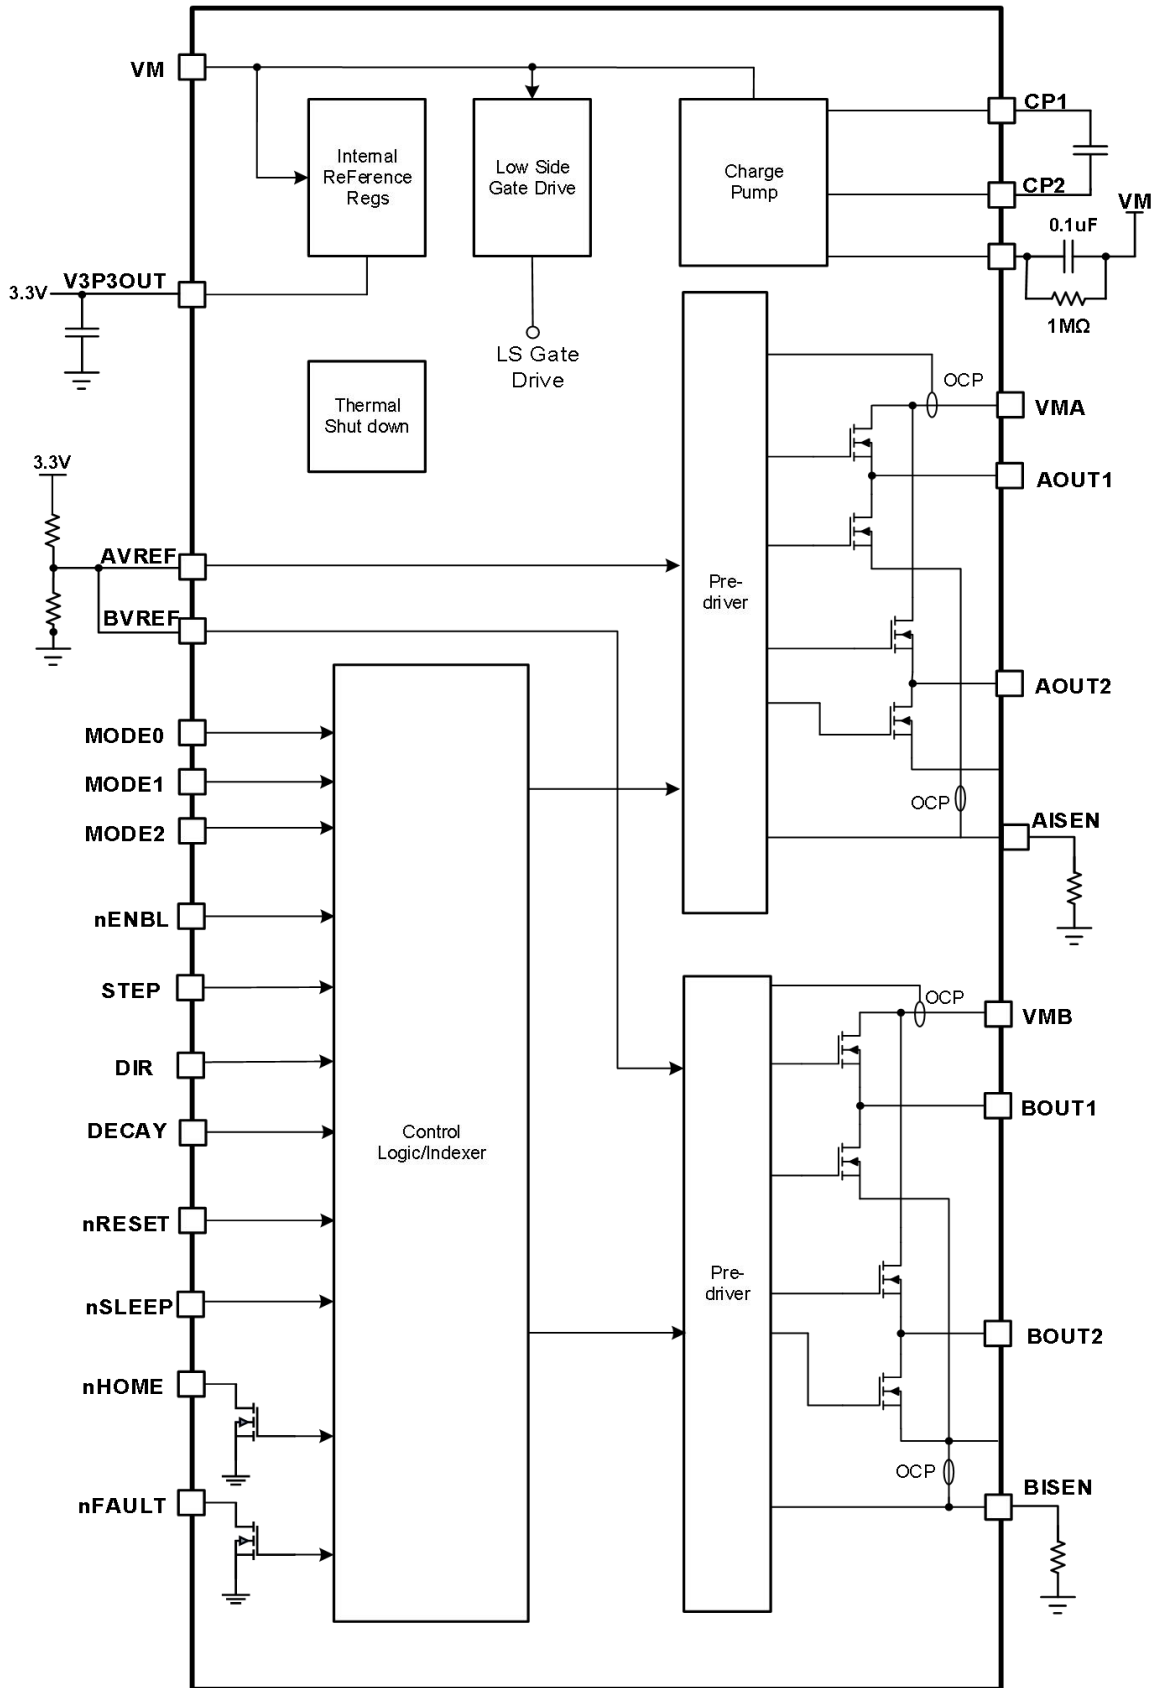 VM
CP1
Internal
ReFerence
Regs
Low Side
Gate Drive
Charge
Pump
CP2
VM
0.1uF
V3P3OUT
3.3V
1MΩ
LS Gate
Drive
OCP
Thermal
Shut down
VMA
3.3V
AOUT1
AVREF
Pre-
driver
BVREF
AOUT2
MODE0
MODE1
OCP
MODE2
AISEN
nENBL
STEP
OCP
VMB
DIR
BOUT1
DECAY
Control
Logic/Indexer
nRESET
Pre-
driver
nSLEEP
BOUT2
nHOME
OCP
BISEN
nFAULT